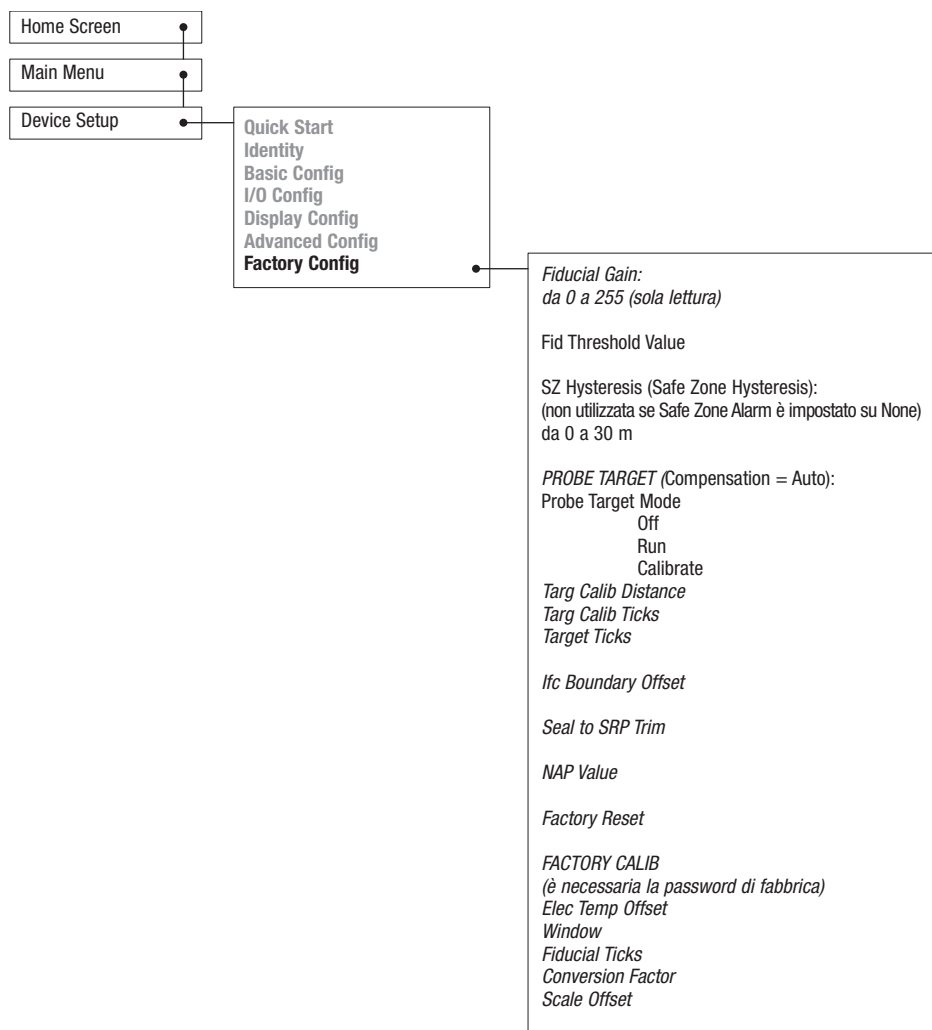 Home Screen
Main Menu
Device Setup
Quick Start
Identity
Basic Config
I/O Config
Display Config
Advanced Config
Factory Config
Fiducial Gain:
da 0 a 255 (sola lettura)
Fid Threshold Value
SZ Hysteresis (Safe Zone Hysteresis):
(non utilizzata se Safe Zone Alarm è impostato su None)
da 0 a 30 m
PROBE TARGET (Compensation = Auto):
Probe Target Mode
Off
Run
Calibrate
Targ Calib Distance
Targ Calib Ticks
Target Ticks
Ifc Boundary Offset
Seal to SRP Trim
NAP Value
Factory Reset
FACTORY CALIB
(è necessaria la password di fabbrica)
Elec Temp Offset
Window
Fiducial Ticks
Conversion Factor
Scale Offset